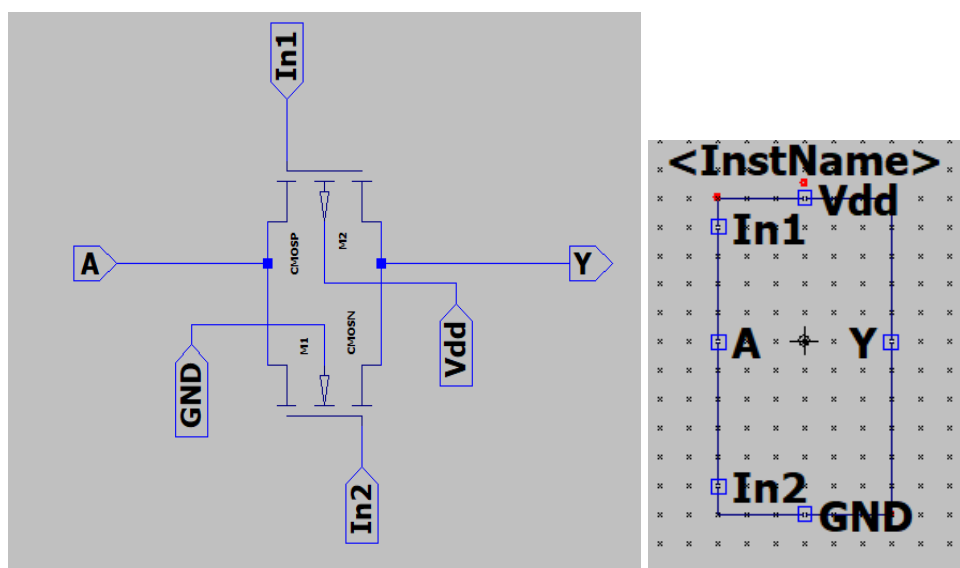 In1
CMOSP
M2
A
Y
M1
CMOSN
GND
Vdd
In2
<InstName>
Vdd
In1
A
Y
In2
GND